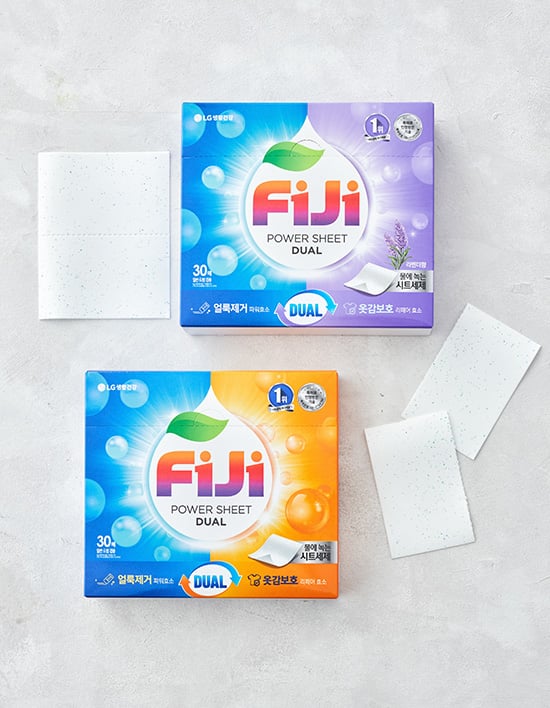 LG 생활건강
1위
FiJi
POWER SHEET
DUAL
라벤더향
30매
물에 녹는
시트세제
얼룩제거 파워효소
DUAL
옷감보호 리페어 효소
LG 생활건강
1위
FiJi
POWER SHEET
DUAL
30매
물에 녹는
시트세제
얼룩제거 파워효소
DUAL
옷감보호 리페어 효소